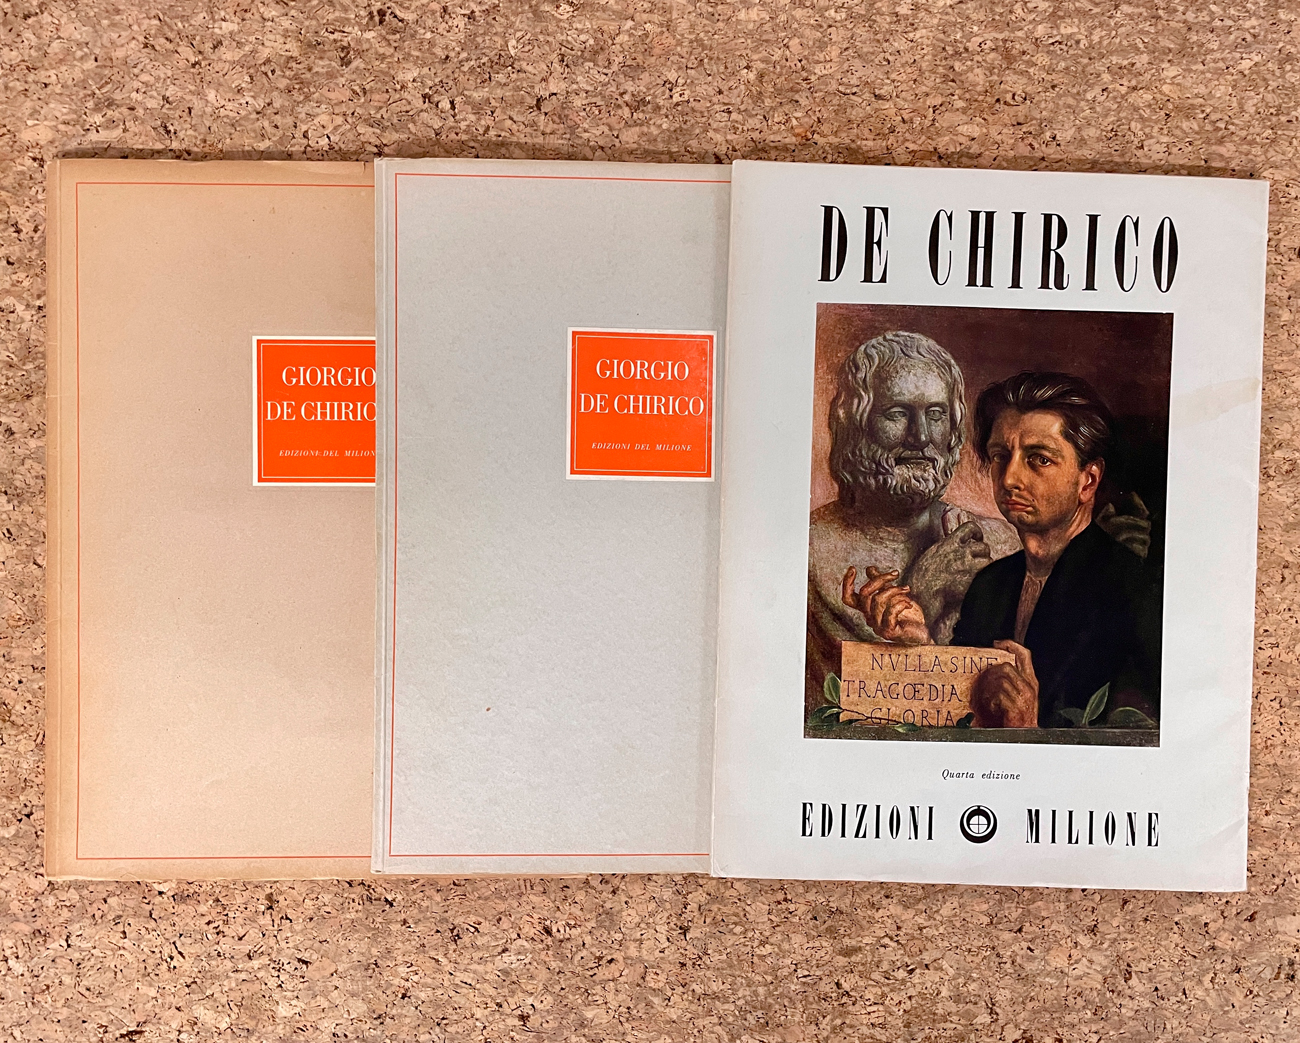 GIORGIO
DE CHIRIC
EDIZIONI DEL MILION
GIORGIO
DE CHIRICO
EDIZIONI DEL MILIONE
DE CHIRICO
NVLLA SINE
TRAGŒDIA
GLORIA
Quarta edizione
EDIZIONI MILIONE